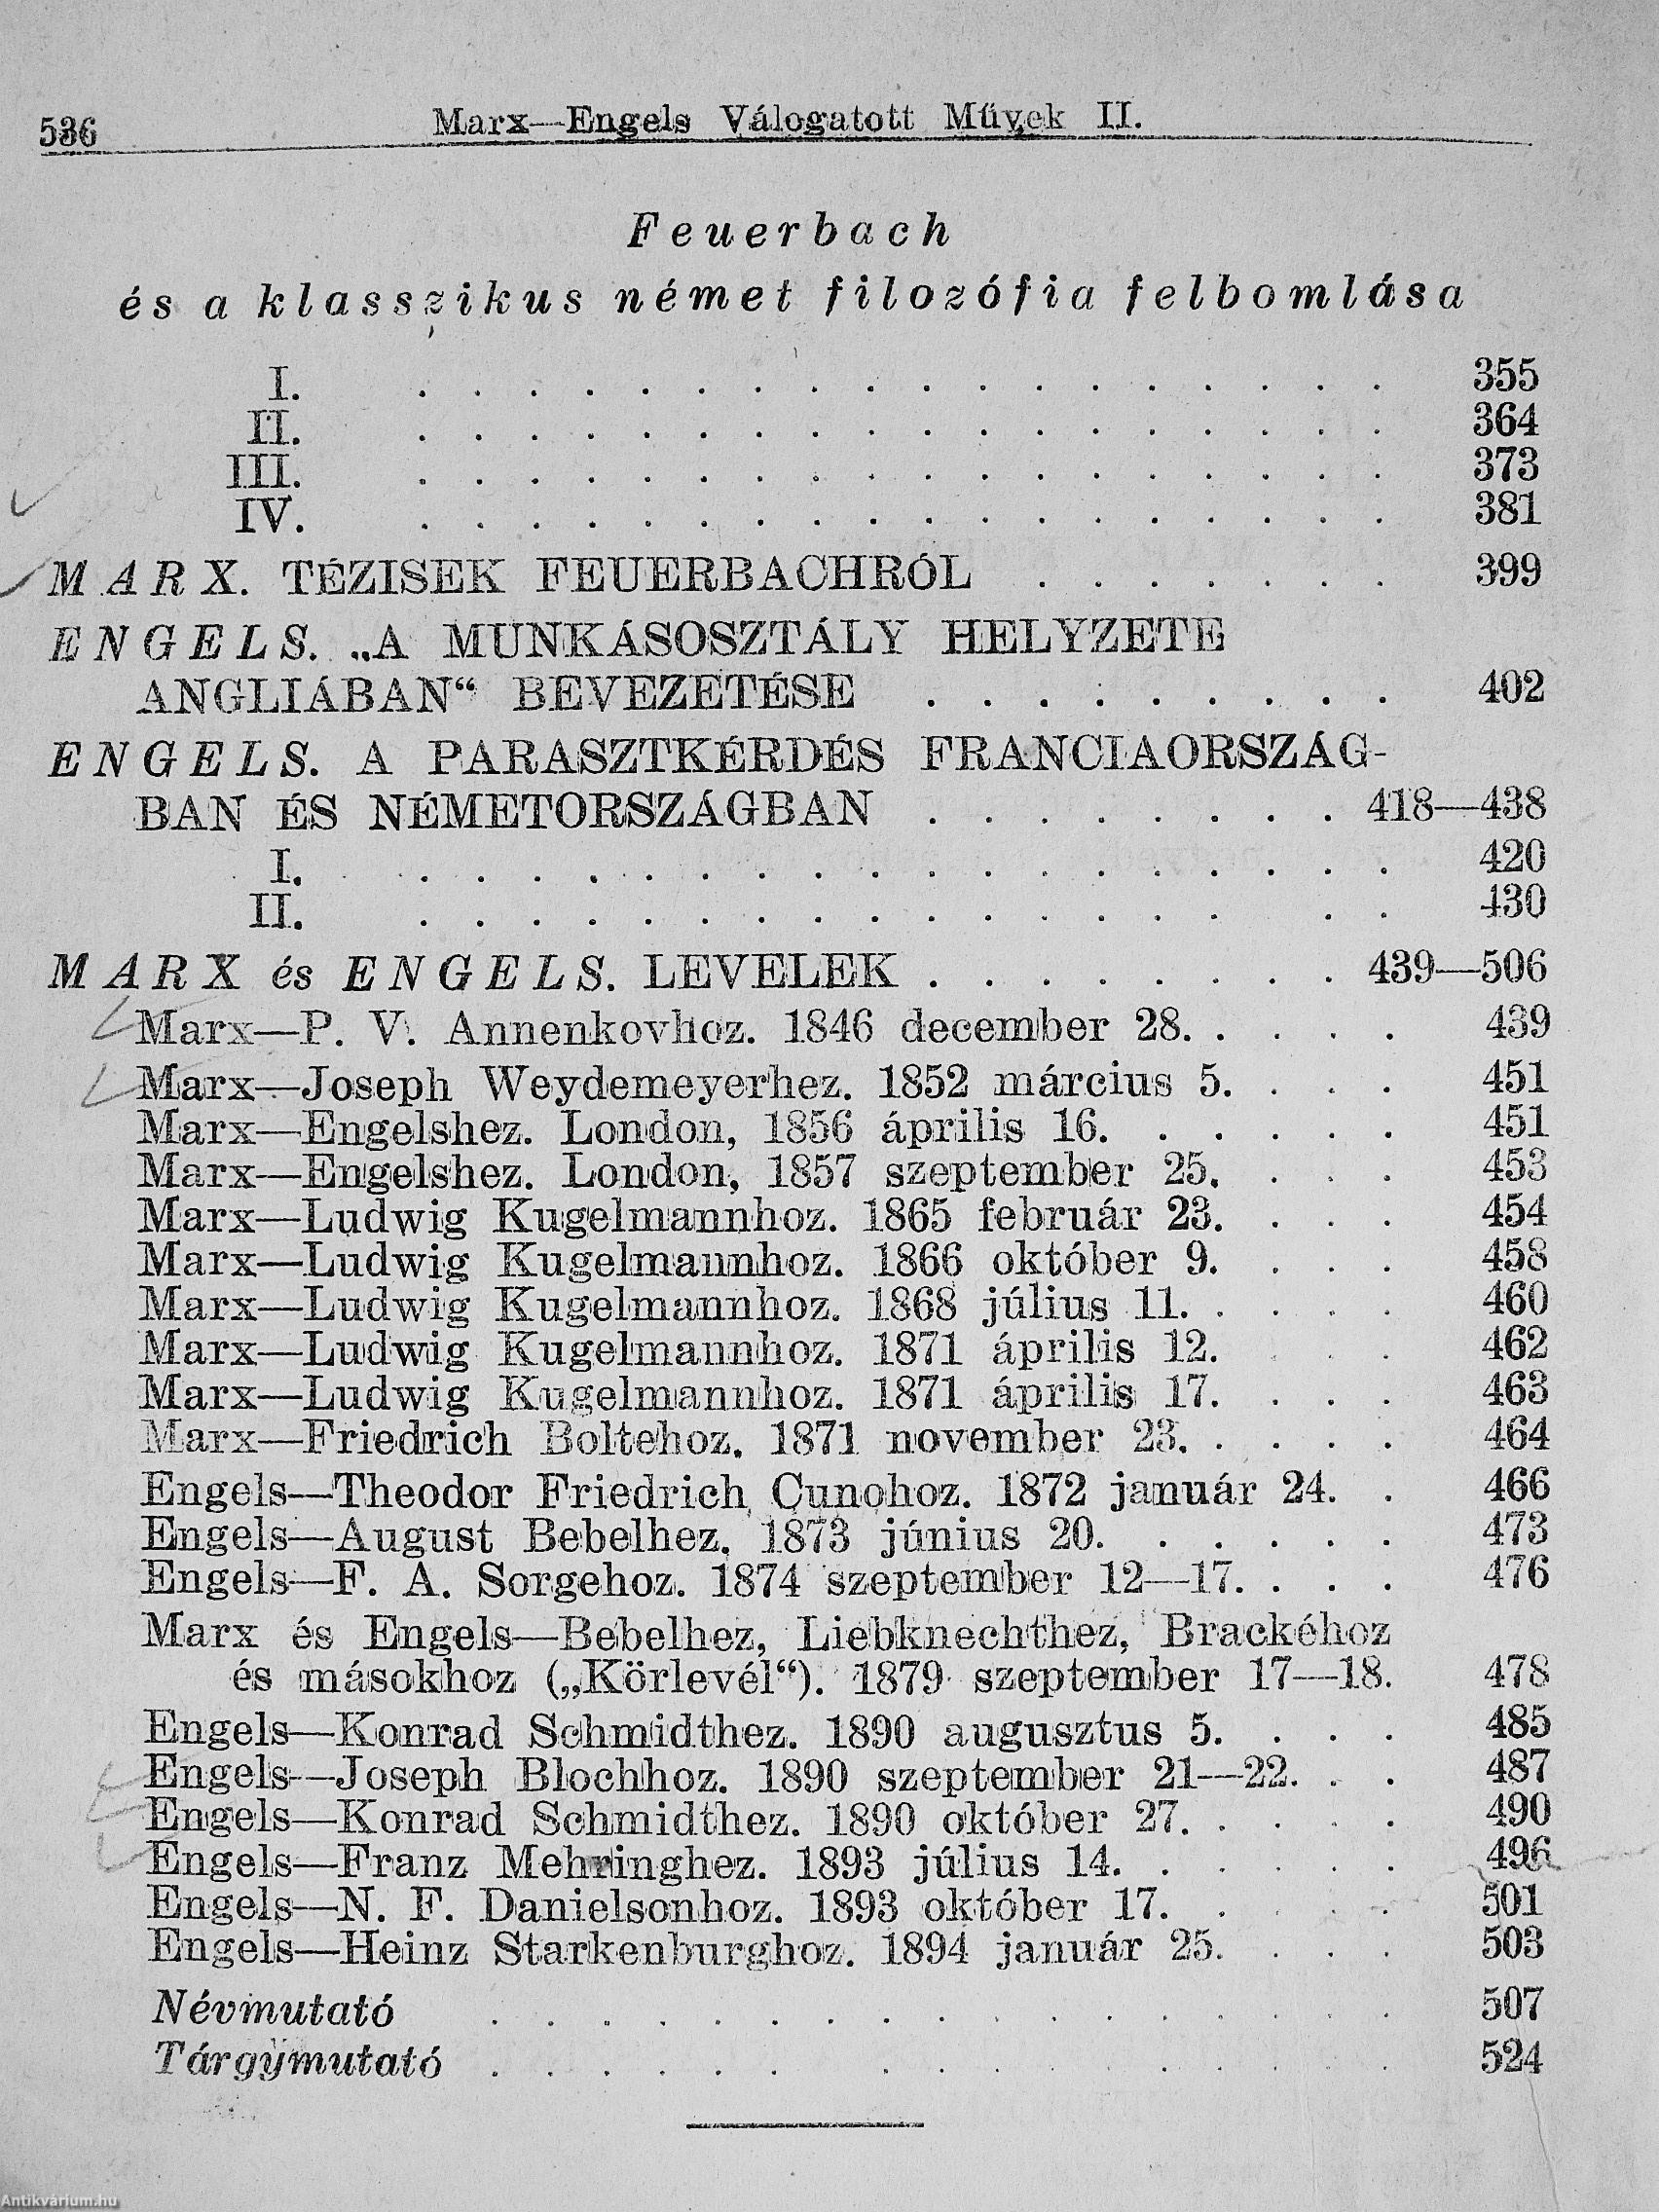 536 Marx—Engels Válogatott Művek II.
Feuerbach
és a klasszikus német filozófia felbomlása
I. . . . . . . . . . . . . . . . . . . 355
II. . . . . . . . . . . . . . . . . . . 364
III. . . . . . . . . . . . . . . . . . . 373
IV. . . . . . . . . . . . . . . . . . . 381
MARX. TÉZISEK FEUERBACHRÓL . . . . . . . 399
ENGELS. „A MUNKÁSOSZTÁLY HELYZETE
ANGLIÁBAN“ BEVEZETÉSE . . . . . . . . . 402
ENGELS. A PARASZTKÉRDÉS FRANCIAORSZÁG-
BAN ÉS NÉMETORSZÁGBAN . . . . . . . . 418—438
I. . . . . . . . . . . . . . . . . . . 420
II. . . . . . . . . . . . . . . . . . 430
MARX és ENGELS. LEVELEK . . . . . . . . 439—506
Marx—P. V. Annenkovhoz. 1846 december 28. . . . . 439
Marx—Joseph Weydemeyerhez. 1852 március 5. . . . 451
Marx—Engelshez. London, 1856 április 16. . . . . . 451
Marx—Engelshez. London, 1857 szeptember 25. . . . 453
Marx—Ludwig Kugelmannhoz. 1865 február 23. . . . 454
Marx—Ludwig Kugelmannhoz. 1866 október 9. . . . 458
Marx—Ludwig Kugelmannhoz. 1868 július 11. . . . . 460
Marx—Ludwig Kugelmannhoz. 1871 április 12. . . . 462
Marx—Ludwig Kugelmannhoz. 1871 április 17. . . . 463
Marx—Friedrich Boltehoz. 1871 november 23. . . . . 464
Engels—Theodor Friedrich Cunohoz. 1872 január 24. . 466
Engels—August Bebelhez. 1873 június 20. . . . . . 473
Engels—F. A. Sorgehoz. 1874 szeptember 12—17. . . . 476
Marx és Engels—Bebelhez, Liebknechthez, Brackéhoz
és másokhoz („Körlevél“). 1879 szeptember 17—18. 478
Engels—Konrad Schmidthez. 1890 augusztus 5. . . . 485
Engels—Joseph Blochhoz. 1890 szeptember 21—22. . . 487
Engels—Konrad Schmidthez. 1890 október 27. . . . . 490
Engels—Franz Mehringhez. 1893 július 14. . . . . . 496
Engels—N. F. Danielsonhoz. 1893 október 17. . . . . 501
Engels—Heinz Starkenburghoz. 1894 január 25. . . . 503
Névmutató . . . . . . . . . . . . . . . . . 507
Tárgymutató . . . . . . . . . . . . . . . . 524
Antikvárium.hu